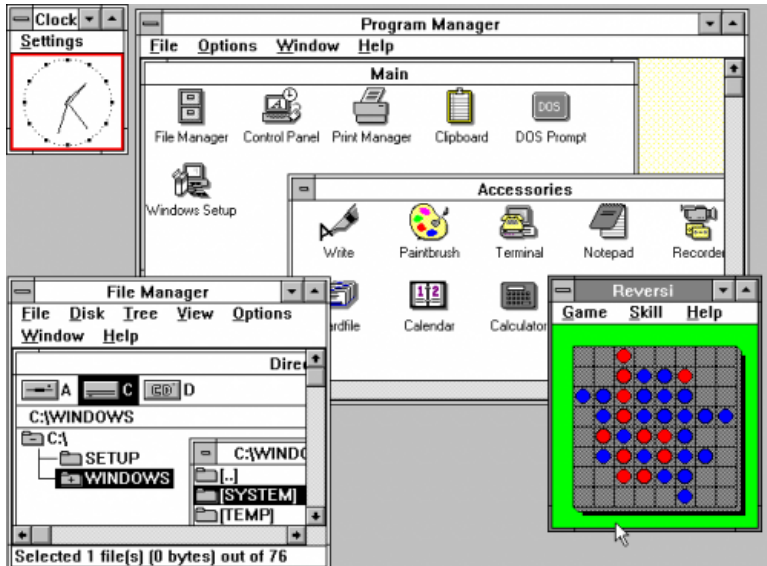 Clock
Settings
Program Manager
File Options Window Help
Main
File Manager Control Panel Print Manager Clipboard DOS Prompt
DOS
Windows Setup
Accessories
Write Paintbrush Terminal Notepad Recorder
1 2
rdfile Calendar Calculator
File Manager
File Disk Tree View Options
Window Help
Direc
A C CD D
C:\WINDOWS
C:\
SETUP
WINDOWS
C:\WINDO
[..]
[SYSTEM]
[TEMP]
Selected 1 file(s) (0 bytes) out of 76
Reversi
Game Skill Help